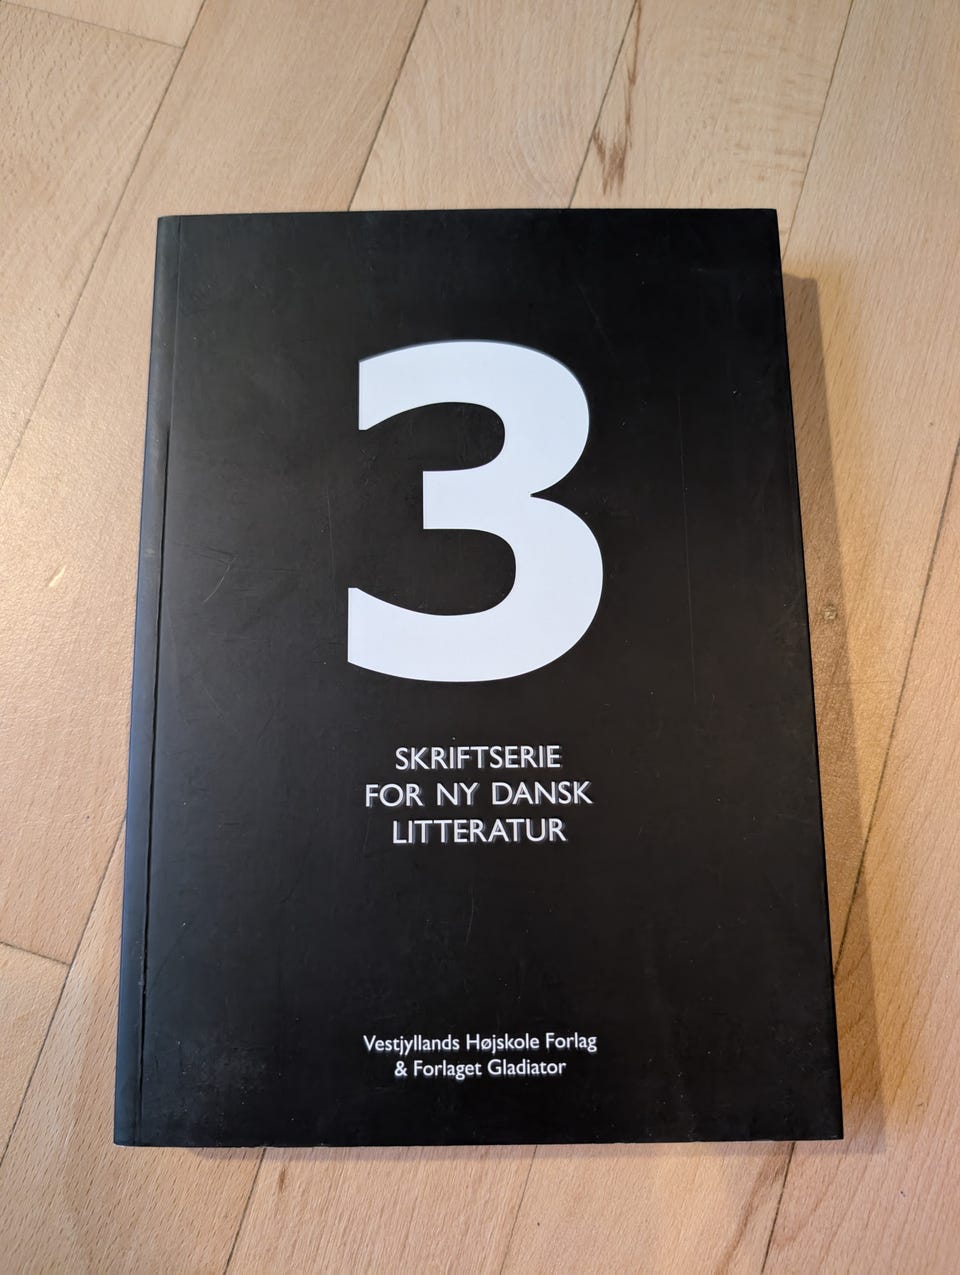 3
SKRIFTSERIE
FOR NY DANSK
LITTERATUR
Vestjyllands Højskole Forlag
& Forlaget Gladiator